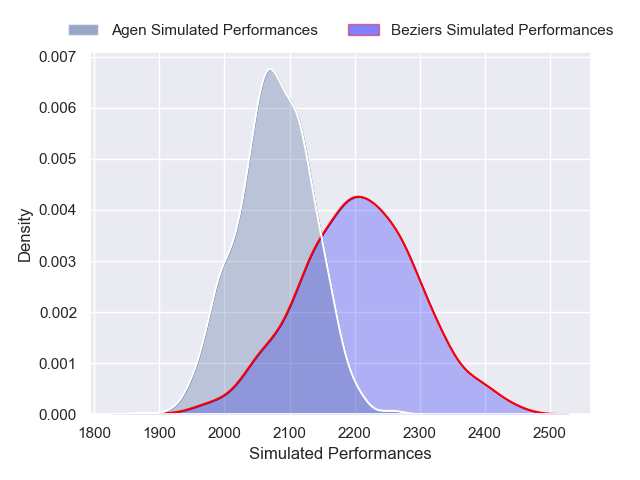 Agen Simulated Performances Beziers Simulated Performances
0.007
0.006
0.005
0.004
0.003
0.002
0.001
0.000
Density
1800 1900 2000 2100 2200 2300 2400 2500
Simulated Performances